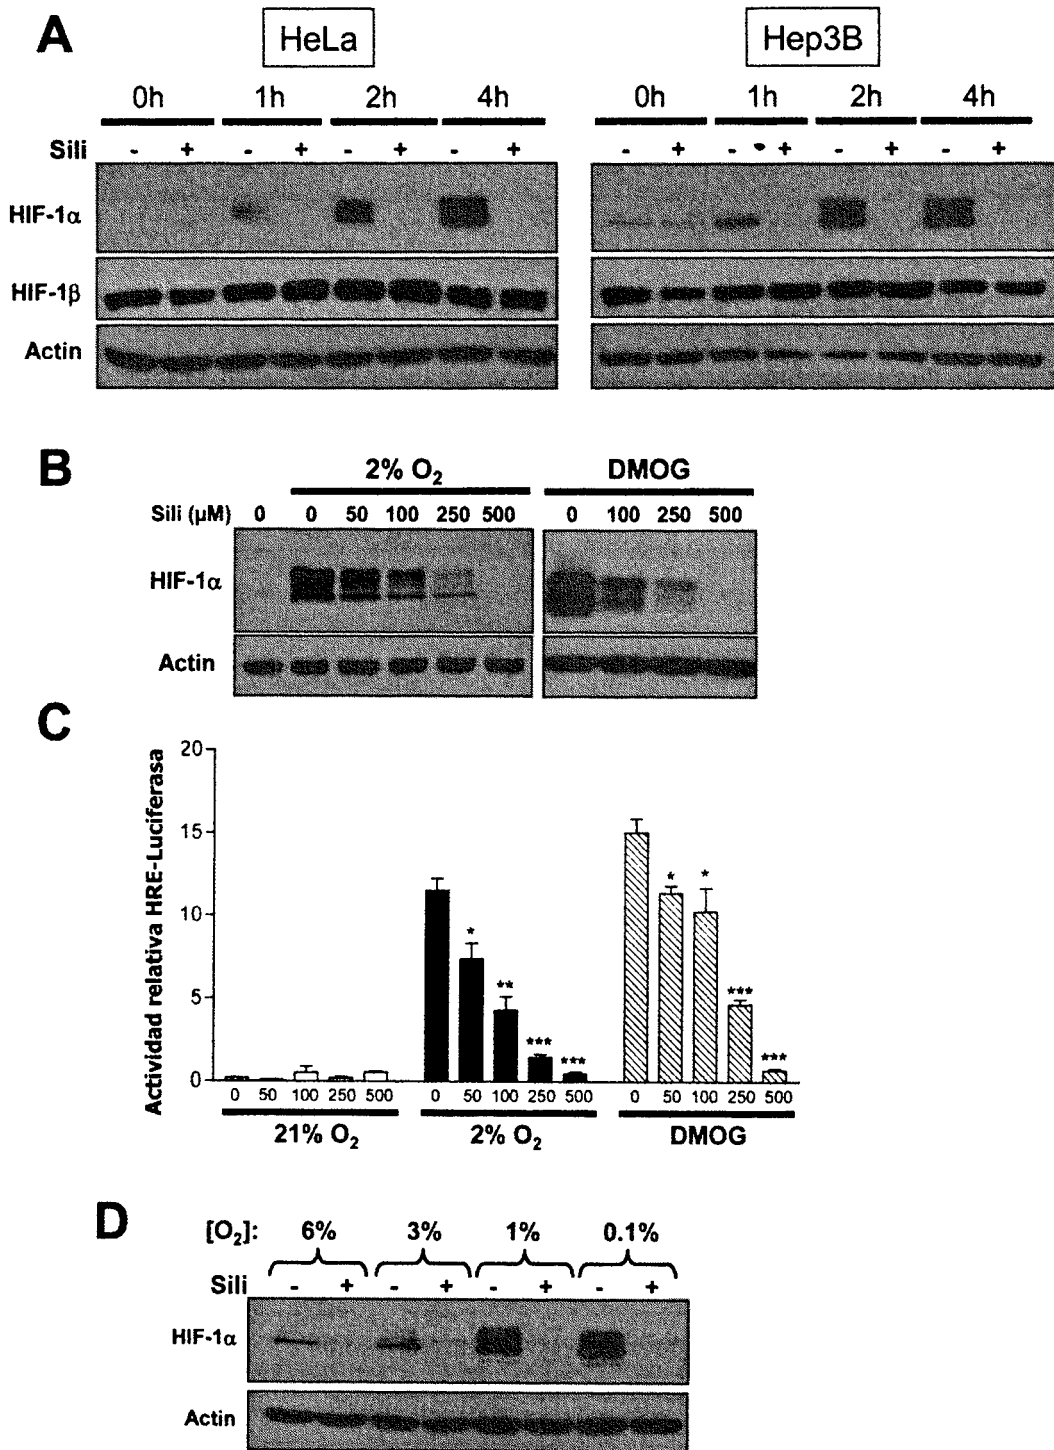 A
HeLa
Hep3B
0h 1h 2h 4h 0h 1h 2h 4h
Sili - + - + - + - + - + - + - + - +
HIF-1α
HIF-1β
Actin
B
2% O₂ DMOG
Sili (µM) 0 0 50 100 250 500 0 100 250 500
HIF-1α
Actin
C
Actividad relativa HRE-Luciferasa
20
15
10
5
0
* ** *** *** * * *** ***
0 50 100 250 500 0 50 100 250 500 0 50 100 250 500
21% O₂ 2% O₂ DMOG
D
[O₂]: 6% 3% 1% 0.1%
Sili - + - + - + - +
HIF-1α
Actin